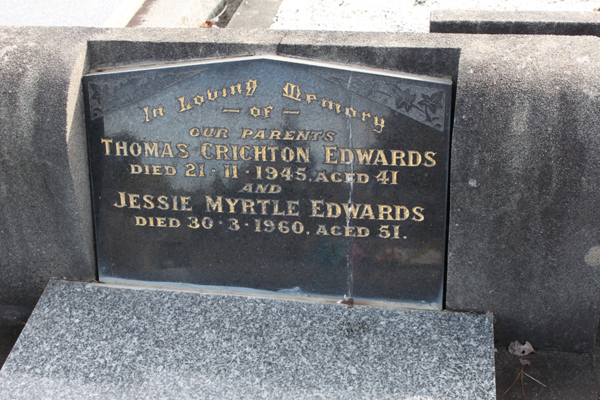 In Loving Memory
— of —
OUR PARENTS
THOMAS CRICHTON EDWARDS
DIED 21·11·1945. AGED 41
AND
JESSIE MYRTLE EDWARDS
DIED 30·3·1960. AGED 51.